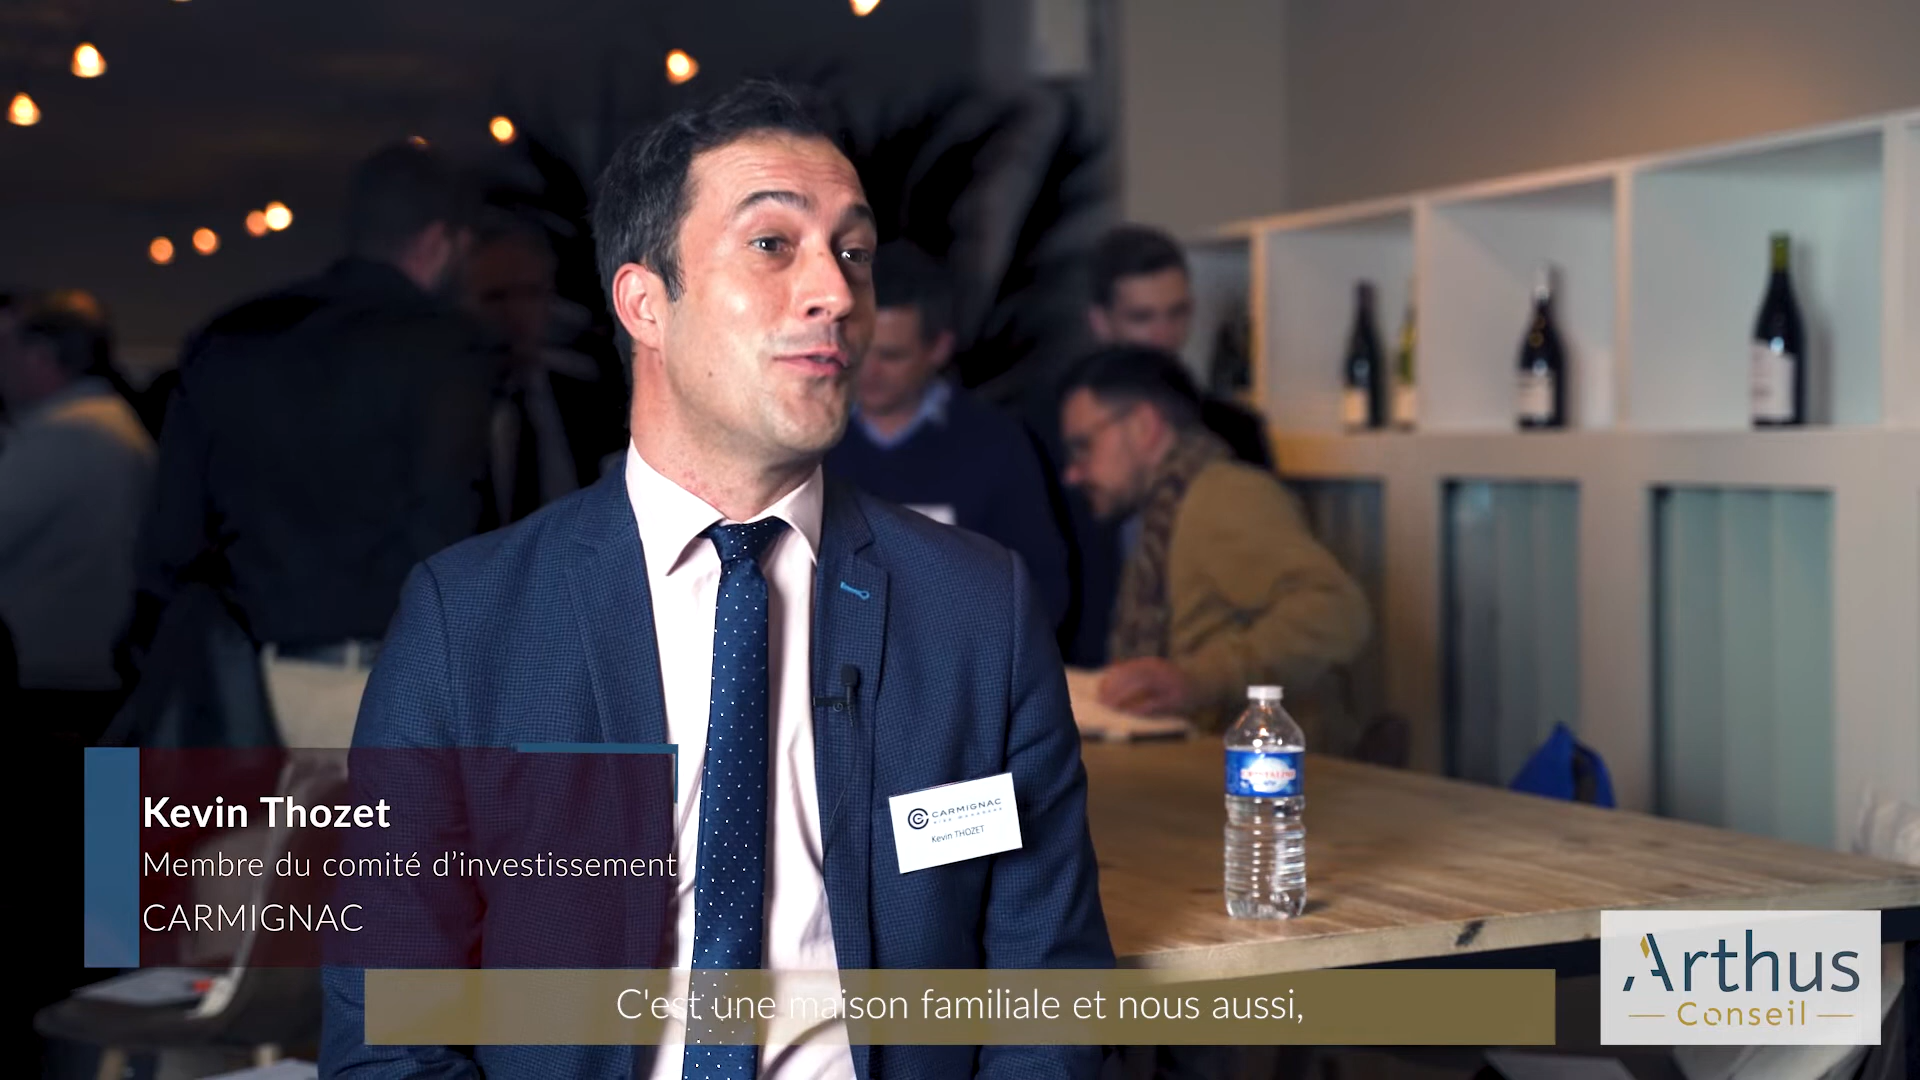 CARMIGNAC
Kevin THOZET
Kevin Thozet
Membre du comité d’investissement
CARMIGNAC
C'est une maison familiale et nous aussi,
Arthus
Conseil